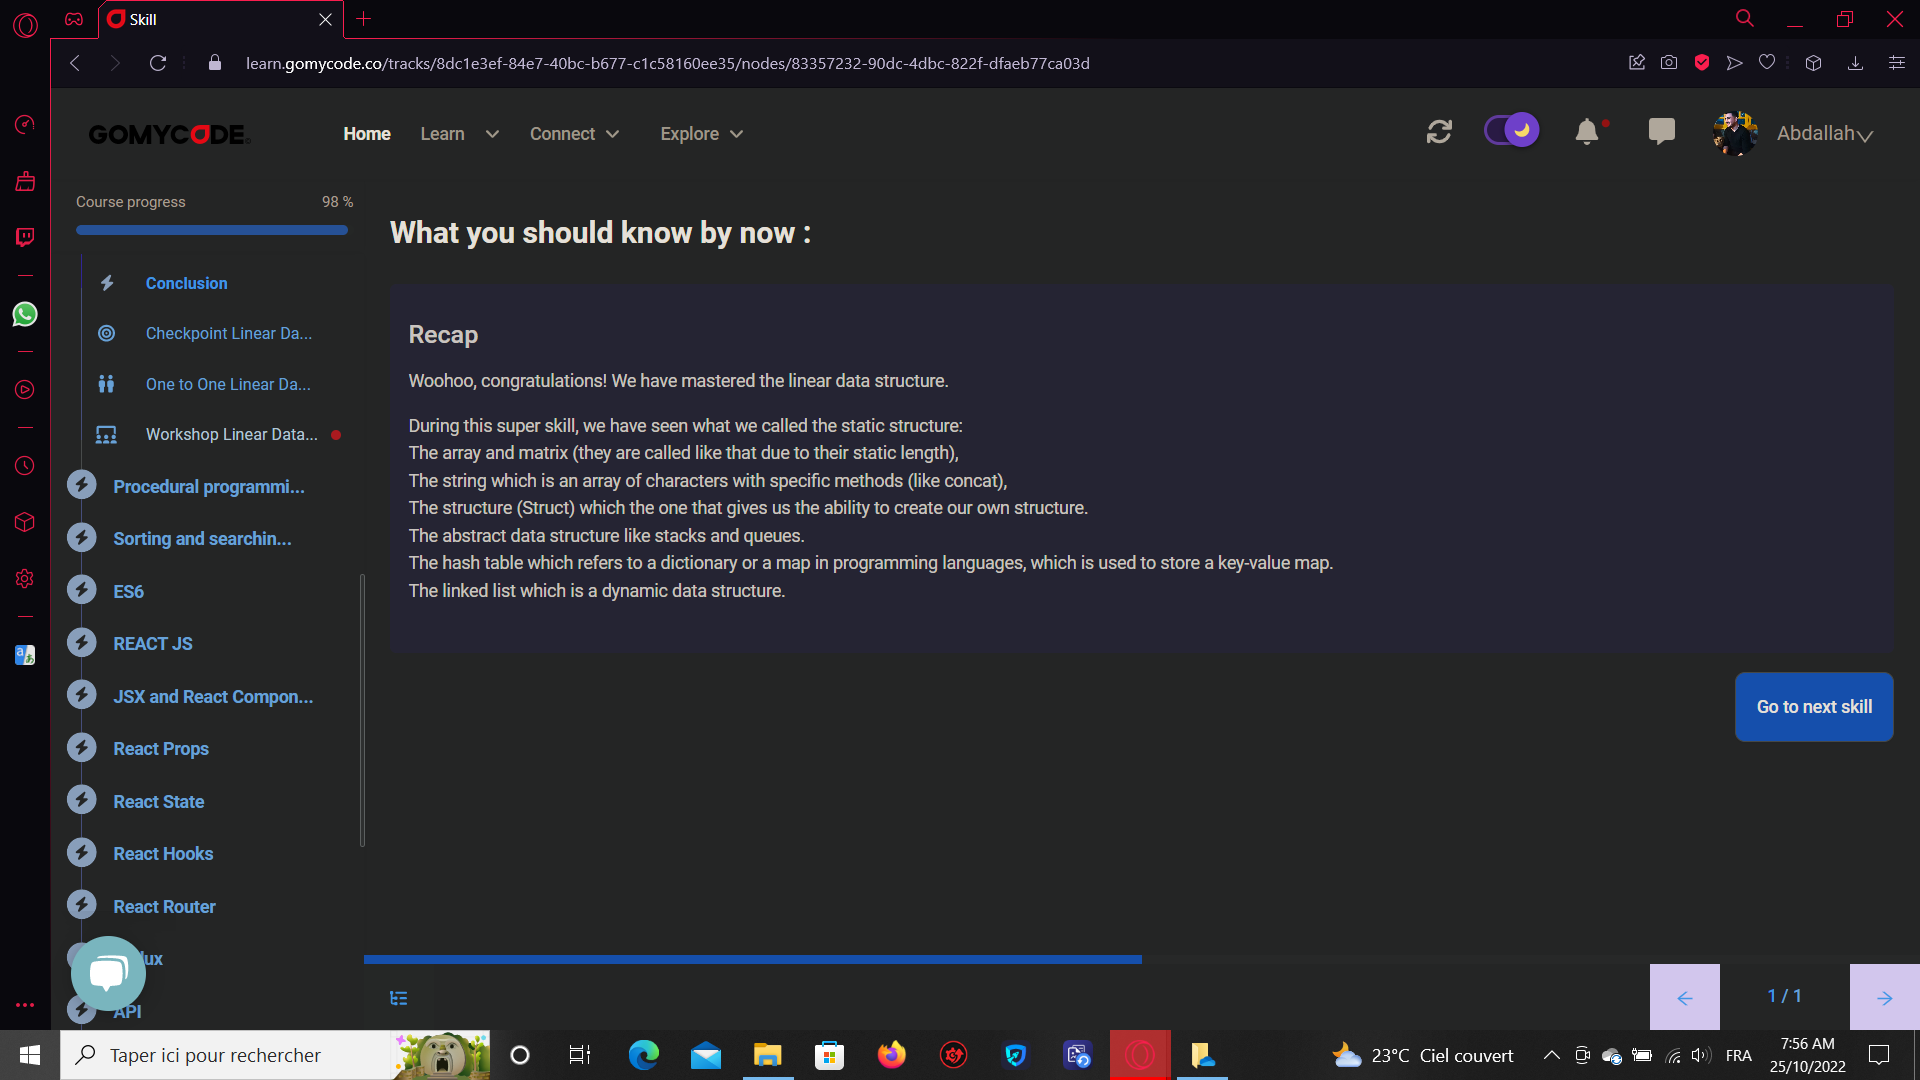 Skill
learn.gomycode.co/tracks/8dc1e3ef-84e7-40bc-b677-c1c58160ee35/nodes/83357232-90dc-4dbc-822f-dfaeb77ca03d
GOMYCODE
Home
Learn
Connect
Explore
Abdallah
Course progress
98 %
Conclusion
Checkpoint Linear Da...
One to One Linear Da...
Workshop Linear Data...
Procedural programmi...
Sorting and searchin...
ES6
REACT JS
JSX and React Compon...
React Props
React State
React Hooks
React Router
lux
API
What you should know by now :
Recap
Woohoo, congratulations! We have mastered the linear data structure.
During this super skill, we have seen what we called the static structure:
The array and matrix (they are called like that due to their static length),
The string which is an array of characters with specific methods (like concat),
The structure (Struct) which the one that gives us the ability to create our own structure.
The abstract data structure like stacks and queues.
The hash table which refers to a dictionary or a map in programming languages, which is used to store a key-value map.
The linked list which is a dynamic data structure.
Go to next skill
1 / 1
Taper ici pour rechercher
23°C Ciel couvert
FRA
7:56 AM
25/10/2022